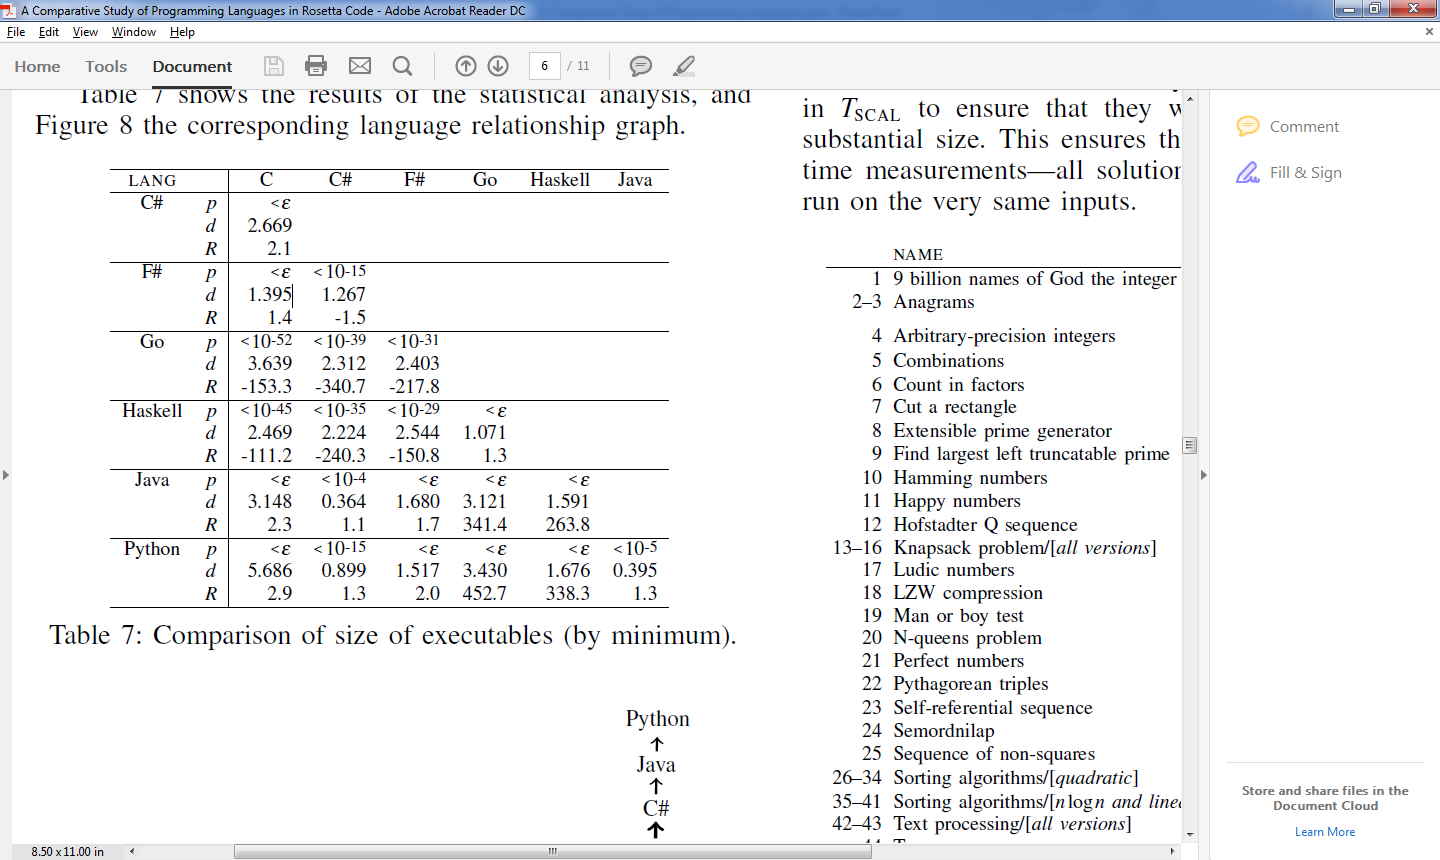 A Comparative Study of Programming Languages in Rosetta Code - Adobe Acrobat Reader DC
File Edit View Window Help
Home Tools Document 6 / 11
Table 7 shows the results of the statistical analysis, and
Figure 8 the corresponding language relationship graph.
LANG C C# F# Go Haskell Java
C# p <ε
d 2.669
R 2.1
F# p <ε <10-15
d 1.395 1.267
R 1.4 -1.5
Go p <10-52 <10-39 <10-31
d 3.639 2.312 2.403
R -153.3 -340.7 -217.8
Haskell p <10-45 <10-35 <10-29 <ε
d 2.469 2.224 2.544 1.071
R -111.2 -240.3 -150.8 1.3
Java p <ε <10-4 <ε <ε <ε
d 3.148 0.364 1.680 3.121 1.591
R 2.3 1.1 1.7 341.4 263.8
Python p <ε <10-15 <ε <ε <ε <10-5
d 5.686 0.899 1.517 3.430 1.676 0.395
R 2.9 1.3 2.0 452.7 338.3 1.3
Table 7: Comparison of size of executables (by minimum).
Python
Java
C#
in TSCAL to ensure that they
substantial size. This ensures
time measurements—all
run on the very same inputs.
NAME
1 9 billion names of God the integer
2–3 Anagrams
4 Arbitrary-precision integers
5 Combinations
6 Count in factors
7 Cut a rectangle
8 Extensible prime generator
9 Find largest left truncatable prime
10 Hamming numbers
11 Happy numbers
12 Hofstadter Q sequence
13–16 Knapsack problem/[all versions]
17 Ludic numbers
18 LZW compression
19 Man or boy test
20 N-queens problem
21 Perfect numbers
22 Pythagorean triples
23 Self-referential sequence
24 Semordnilap
25 Sequence of non-squares
26–34 Sorting algorithms/[quadratic]
35–41 Sorting algorithms/[n log n and
42–43 Text processing/[all versions]
Comment
Fill & Sign
Store and share files in the
Document Cloud
Learn More
8.50 x 11.00 in